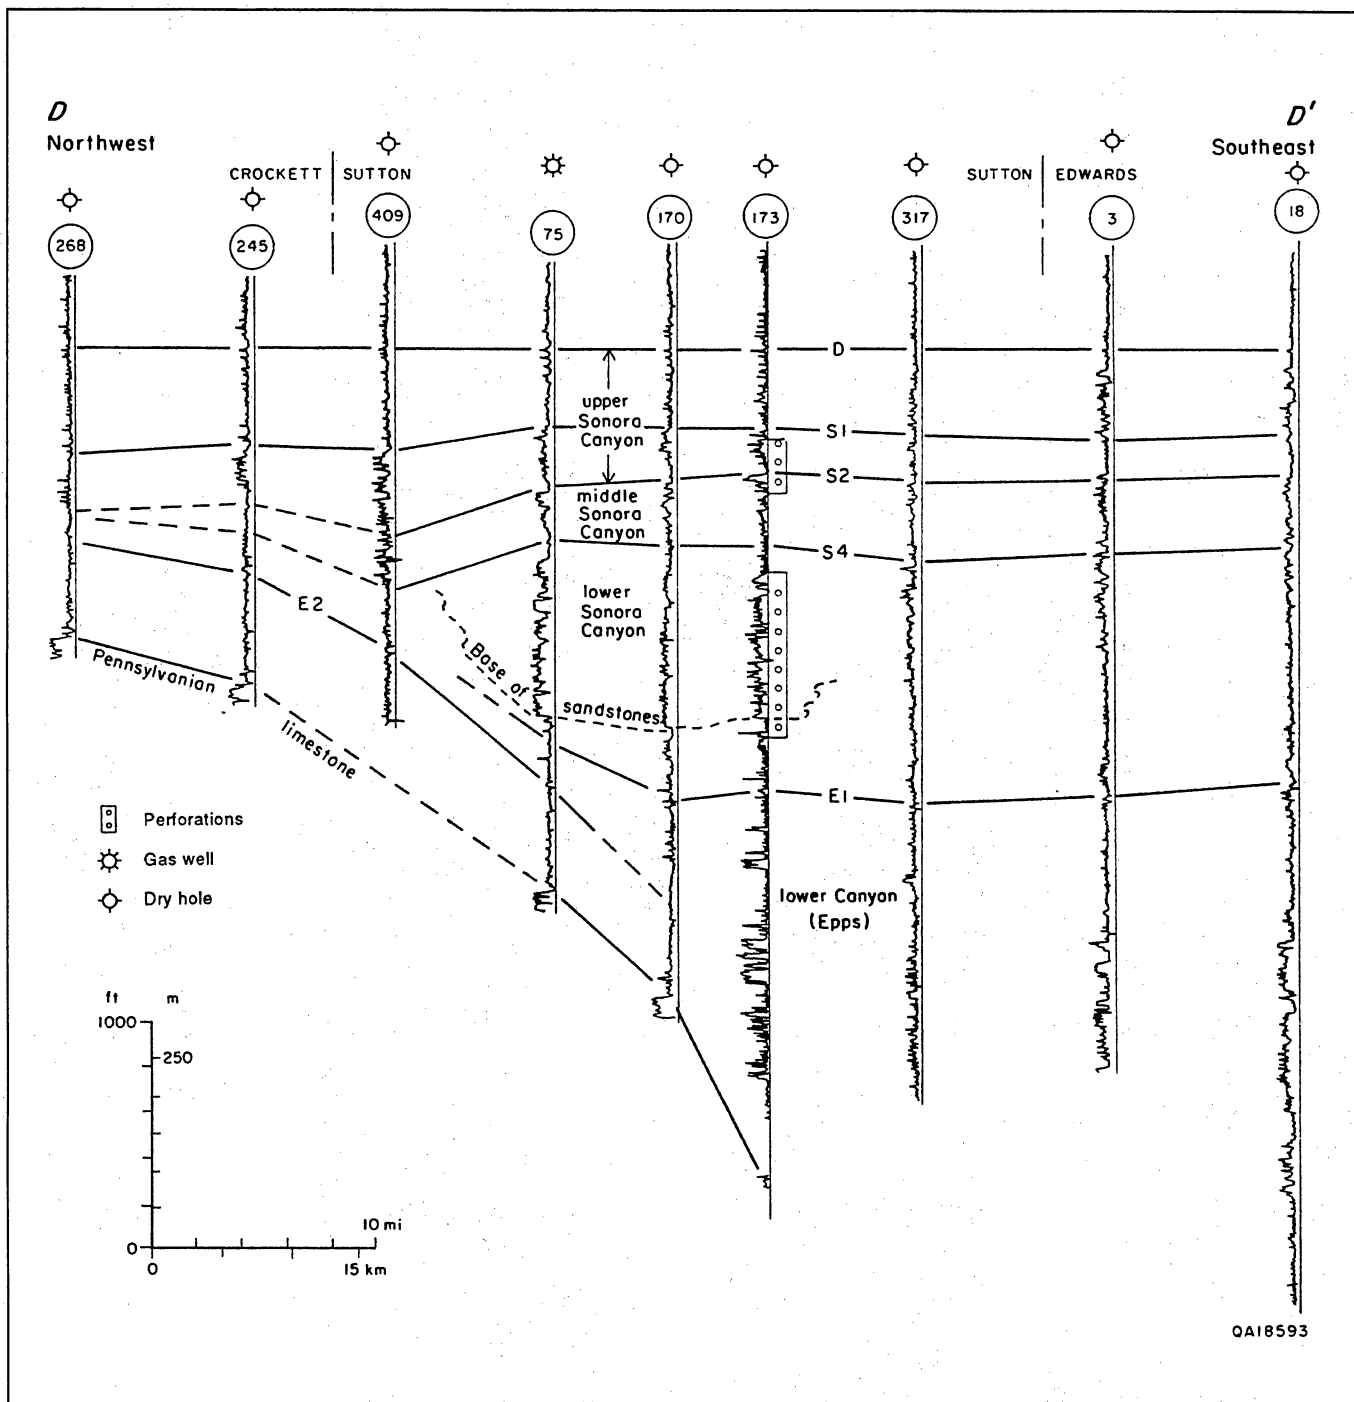 D
Northwest
D'
Southeast
CROCKETT
SUTTON
SUTTON
EDWARDS
268
245
409
75
170
173
317
3
18
D
upper
Sonora
Canyon
S1
S2
middle
Sonora
Canyon
S4
lower
Sonora
Canyon
E2
Base of
sandstones
Pennsylvanian
limestone
E1
lower Canyon
(Epps)
Perforations
Gas well
Dry hole
ft
m
1000
250
0
10 mi
0
15 km
QA18593